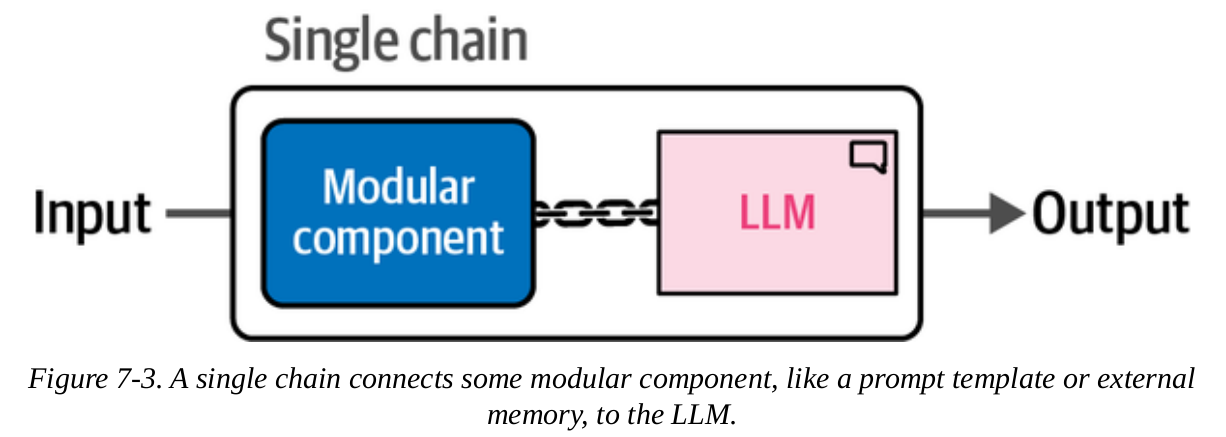 Single chain
Input
Modular
component
LLM
Output
Figure 7-3. A single chain connects some modular component, like a prompt template or external
memory, to the LLM.